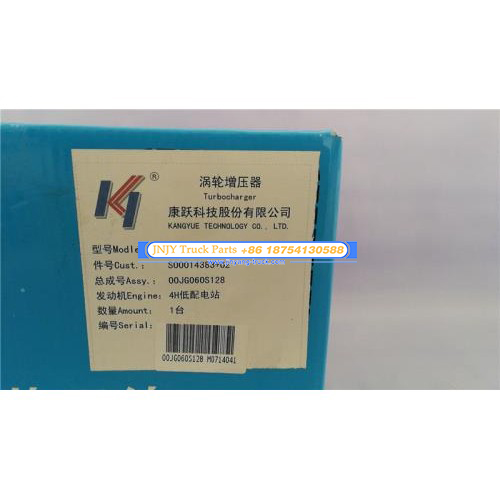 ®
涡轮增压器
Turbocharger
康跃科技股份有限公司
KANGYUE TECHNOLOGY CO., LTD.
型号Modle
JNJY Truck Parts +86 18754130588
件号Cust.: S00014363+02
总成号Assy.: 00JG060S128
发动机Engine: 4H低配电站
数量Amount: 1台
编号Serial:
00JG060S128 M0714041